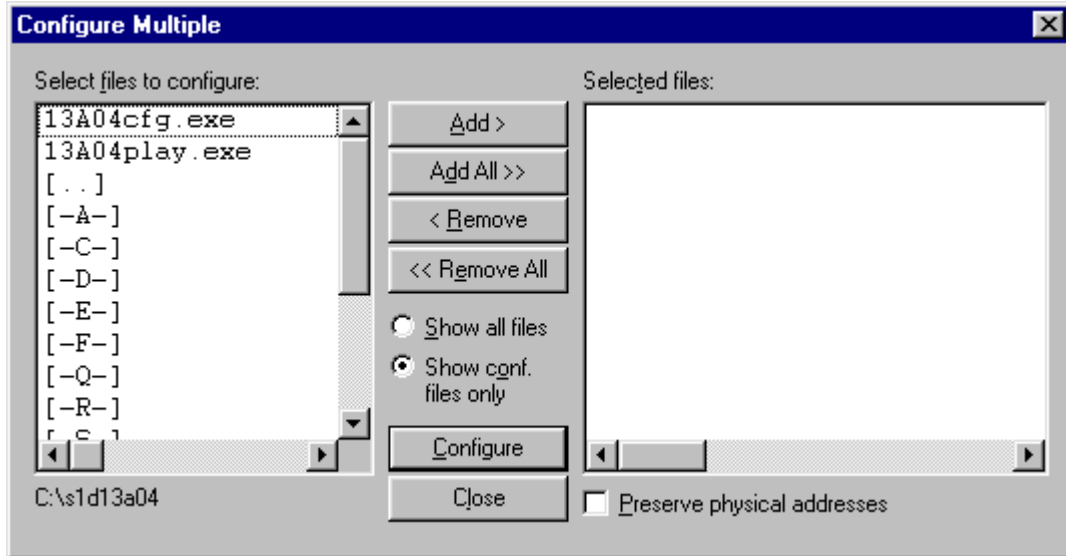 Configure Multiple
Select files to configure:
13A04cfg.exe
13A04play.exe
[..]
[-A-]
[-C-]
[-D-]
[-E-]
[-F-]
[-Q-]
[-R-]
C:\s1d13a04
Add >
Add All >>
< Remove
<< Remove All
Show all files
Show conf.
files only
Configure
Close
Selected files:
Preserve physical addresses